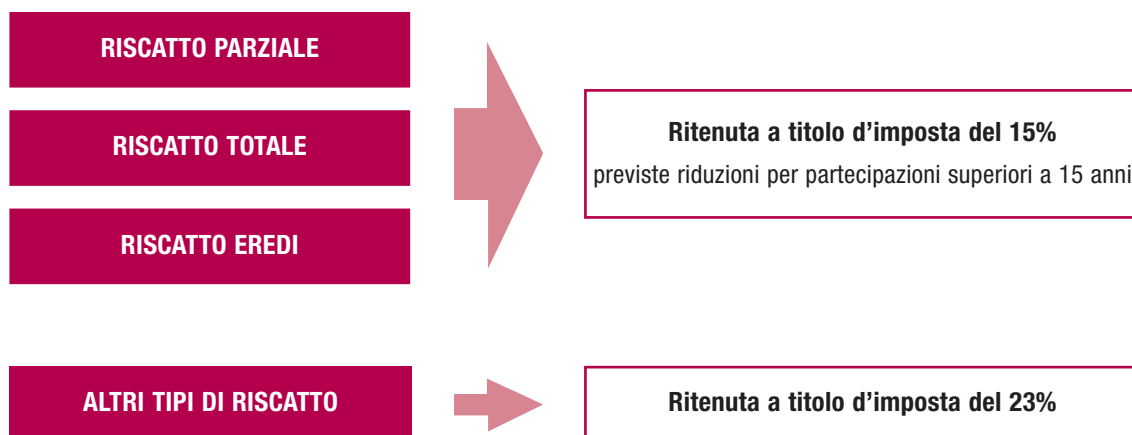 RISCATTO PARZIALE
RISCATTO TOTALE
RISCATTO EREDI
Ritenuta a titolo d'imposta del 15%
previste riduzioni per partecipazioni superiori a 15 anni
ALTRI TIPI DI RISCATTO
Ritenuta a titolo d'imposta del 23%